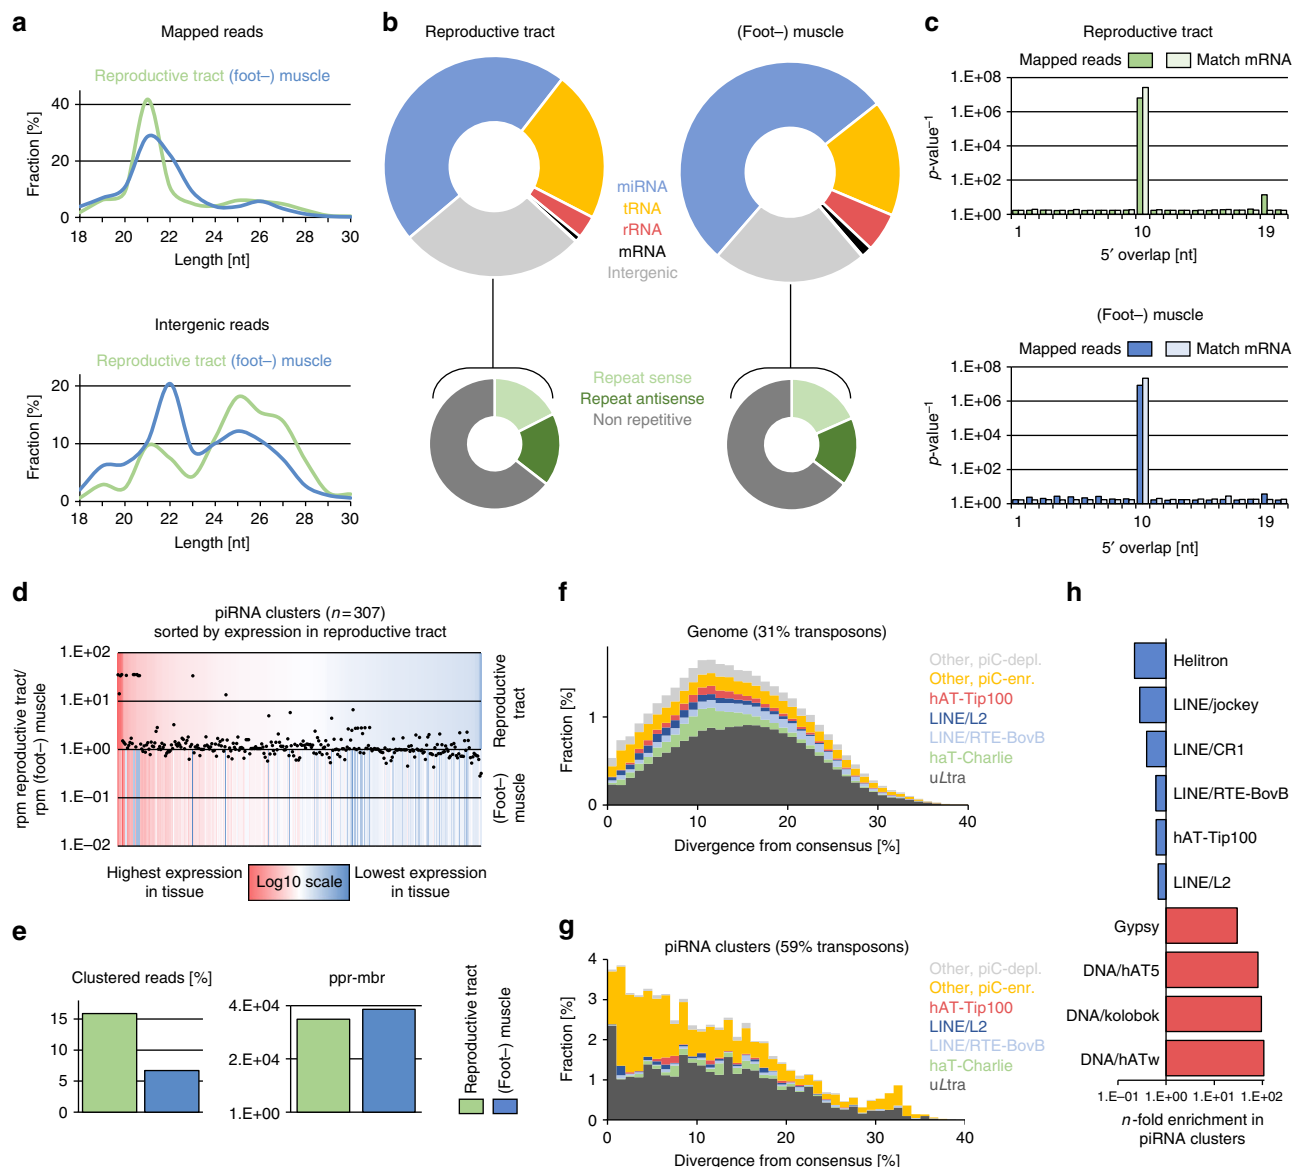 a
Mapped reads
Reproductive tract (foot–) muscle
Fraction [%]
40
20
0
18 20 22 24 26 28 30
Length [nt]
Intergenic reads
Reproductive tract (foot–) muscle
Fraction [%]
20
10
0
18 20 22 24 26 28 30
Length [nt]
b
Reproductive tract
(Foot–) muscle
miRNA
tRNA
rRNA
mRNA
Intergenic
Repeat sense
Repeat antisense
Non repetitive
c
Reproductive tract
Mapped reads Match mRNA
p-value–1
1.E+08
1.E+06
1.E+04
1.E+02
1.E+00
1 10 19
5′ overlap [nt]
(Foot–) muscle
Mapped reads Match mRNA
p-value–1
1.E+08
1.E+06
1.E+04
1.E+02
1.E+00
1 10 19
5′ overlap [nt]
d
piRNA clusters (n=307)
sorted by expression in reproductive tract
rpm reproductive tract/
rpm (foot–) muscle
1.E+02
1.E+01
1.E+00
1.E–01
1.E–02
Reproductive
tract
(Foot–)
muscle
Highest expression
in tissue
Log10 scale
Lowest expression
in tissue
e
Clustered reads [%]
15
10
5
0
ppr-mbr
4.E+04
2.E+04
1.E+00
Reproductive tract
(Foot–) muscle
f
Genome (31% transposons)
Fraction [%]
1
0
0 10 20 30 40
Divergence from consensus [%]
Other, piC-depl.
Other, piC-enr.
hAT-Tip100
LINE/L2
LINE/RTE-BovB
haT-Charlie
uLtra
g
piRNA clusters (59% transposons)
Fraction [%]
4
3
2
1
0
0 10 20 30 40
Divergence from consensus [%]
Other, piC-depl.
Other, piC-enr.
hAT-Tip100
LINE/L2
LINE/RTE-BovB
haT-Charlie
uLtra
h
Helitron
LINE/jockey
LINE/CR1
LINE/RTE-BovB
hAT-Tip100
LINE/L2
Gypsy
DNA/hAT5
DNA/kolobok
DNA/hATw
1.E–01 1.E+00 1.E+01 1.E+02
n-fold enrichment in
piRNA clusters